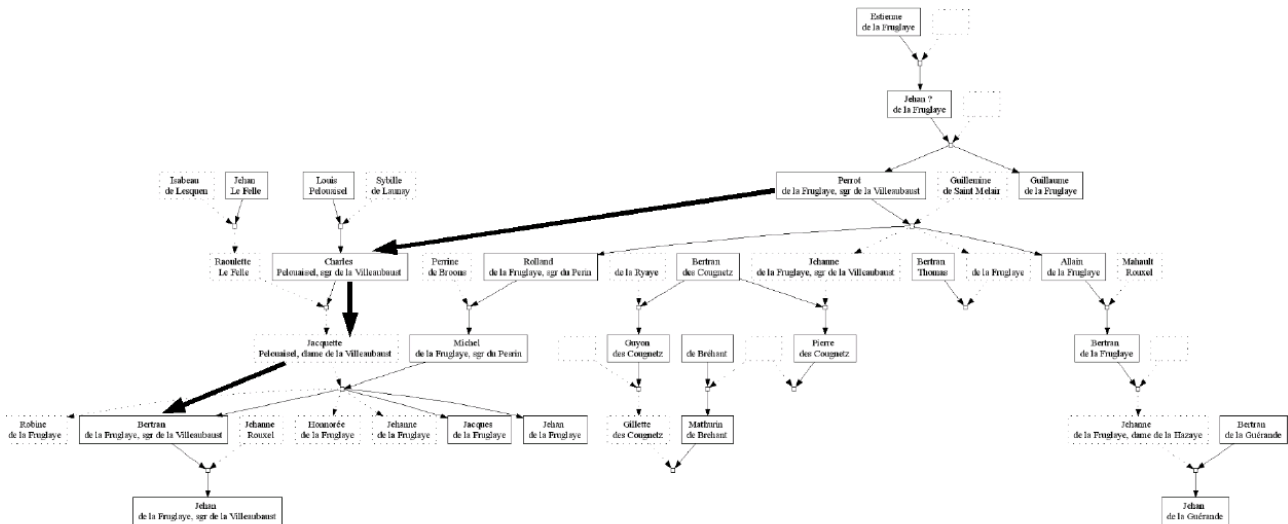 Estienne
de la Fruglaye
Jehan ?
de la Fruglaye
Isabeau
de Lesquen
Jehan
Le Felle
Louis
Pelouaisel
Sybille
de Launay
Perrot
de la Fruglaye, sgr de la Villeaubaust
Guillemine
de Saint Melair
Guillaume
de la Fruglaye
Raoulette
Le Felle
Charles
Pelouaisel, sgr de la Villeaubaust
Perrine
de Broons
Rolland
de la Fruglaye, sgr du Perin
de la Ryaye
Bertran
des Cougnetz
Jehanne
de la Fruglaye, sgr de la Villeaubaust
Bertran
Thomas
de la Fruglaye
Allain
de la Fruglaye
Mahault
Rouxel
Jacquette
Pelouaisel, dame de la Villeaubaust
Michel
de la Fruglaye, sgr du Pesrin
Guyon
des Cougnetz
de Bréhant
Pierre
des Cougnetz
Bertran
de la Fruglaye
Robine
de la Fruglaye
Bertran
de la Fruglaye, sgr de la Villeaubaust
Jehanne
Rouxel
Honnorée
de la Fruglaye
Jehanne
de la Fruglaye
Jacques
de la Fruglaye
Jehan
de la Fruglaye
Gillette
des Cougnetz
Mathurin
de Brehant
Jehanne
de la Fruglaye, dame de la Hazaye
Bertran
de la Guérande
Jehan
de la Fruglaye, sgr de la Villeaubaust
Jehan
de la Guérande